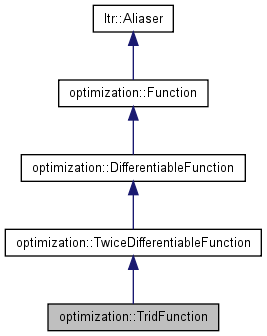 ltr::Aliaser
optimization::Function
optimization::DifferentiableFunction
optimization::TwiceDifferentiableFunction
optimization::TridFunction